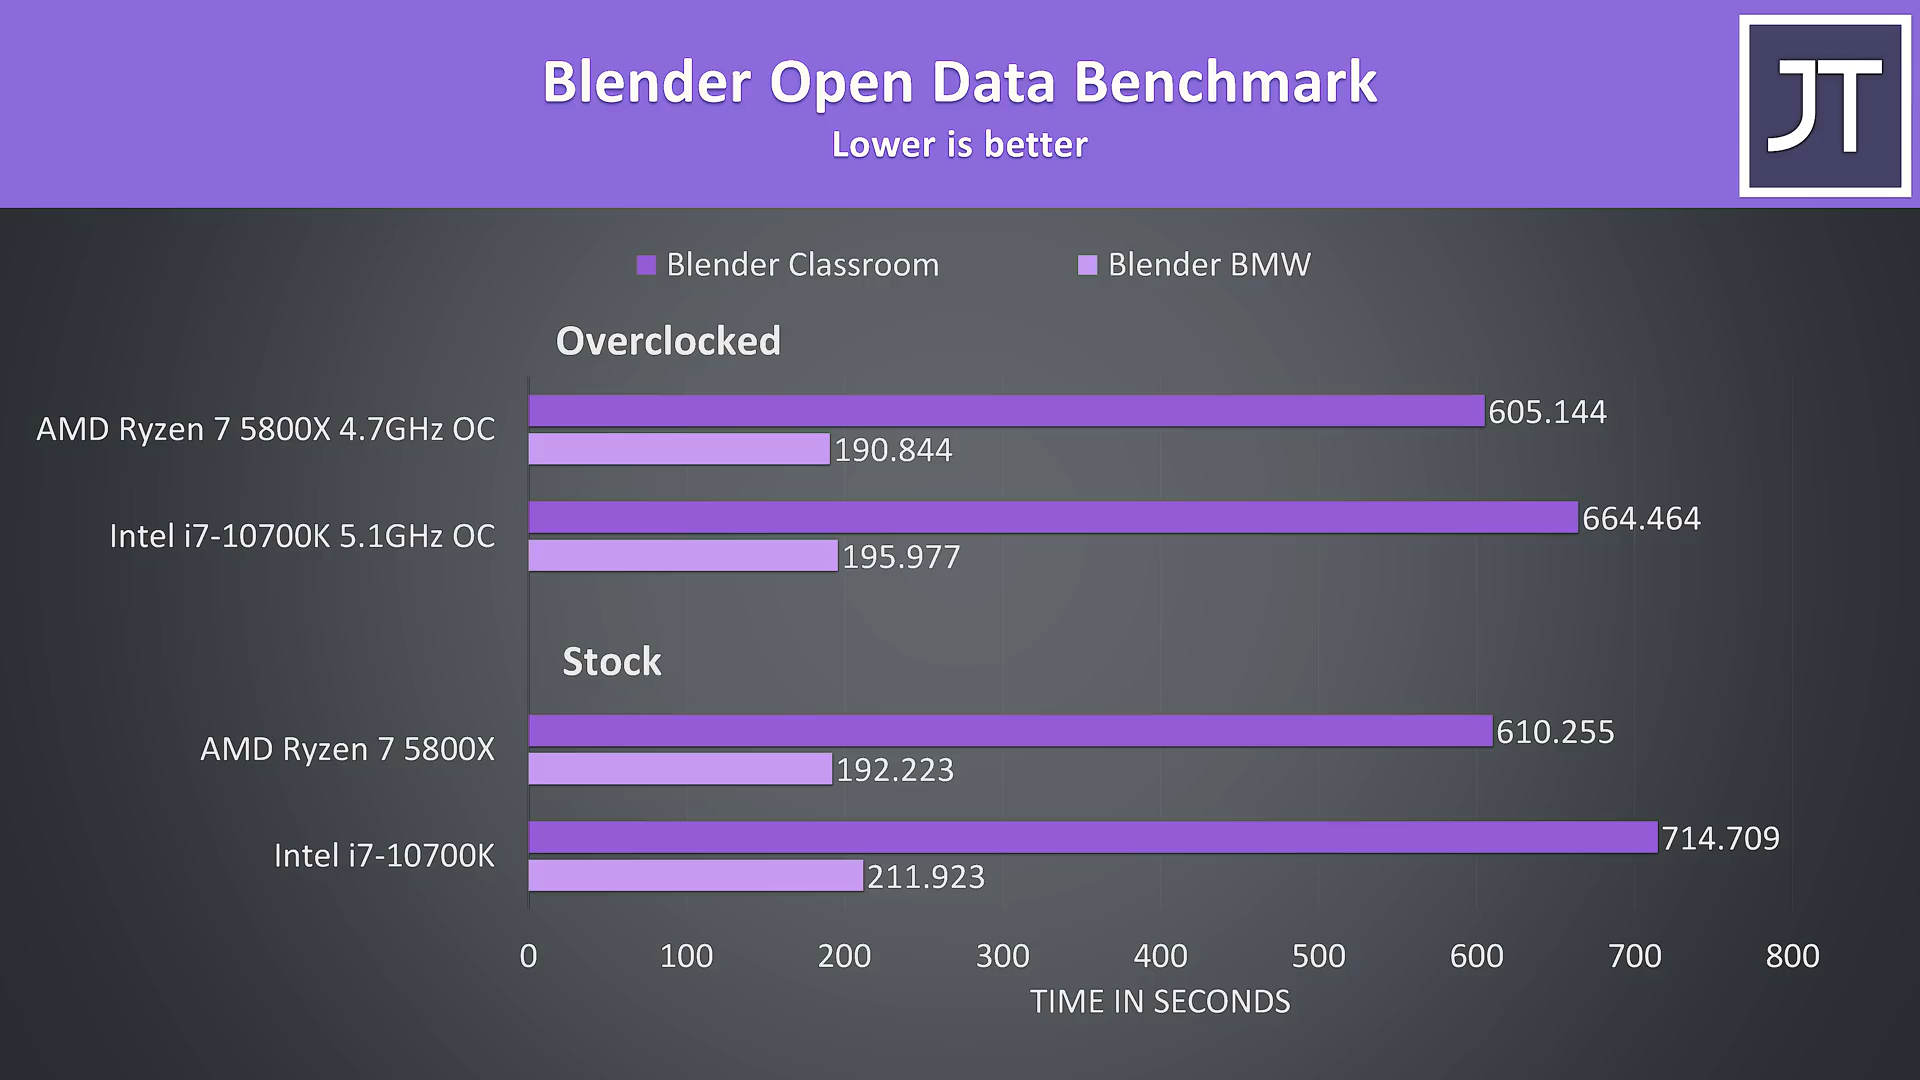 Blender Open Data Benchmark
Lower is better
JT
Blender Classroom
Blender BMW
Overclocked
AMD Ryzen 7 5800X 4.7GHz OC
605.144
190.844
Intel i7-10700K 5.1GHz OC
664.464
195.977
Stock
AMD Ryzen 7 5800X
610.255
192.223
Intel i7-10700K
714.709
211.923
0 100 200 300 400 500 600 700 800
TIME IN SECONDS